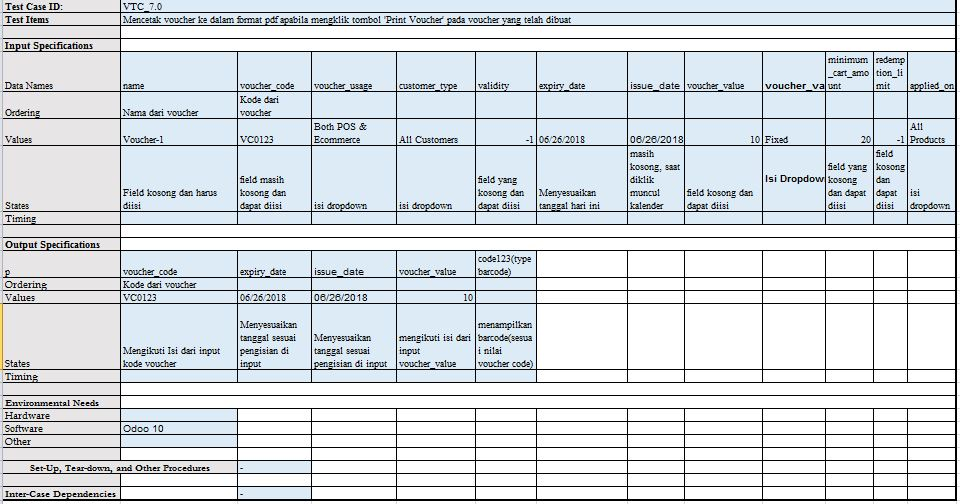 Test Case ID: VTC_7.0
Test Items Mencetak voucher ke dalam format pdf apabila mengklik tombol 'Print Voucher' pada voucher yang telah dibuat
Input Specifications
Data Names name voucher_code voucher_usage customer_type validity expiry_date issue_date voucher_value voucher_va minimum_cart_amount redemption_limit applied_on
Ordering Nama dari voucher Kode dari voucher
Values Voucher-1 VC0123 Both POS & Ecommerce All Customers -1 06/26/2018 06/26/2018 10 Fixed 20 -1 All Products
States Field kosong dan harus diisi field masih kosong dan dapat diisi isi dropdown isi dropdown field yang kosong dan dapat diisi Menyesuaikan tanggal hari ini masih kosong, saat diklik muncul kalender field kosong dan dapat diisi Isi Dropdown field yang kosong dan dapat diisi field kosong dan dapat diisi isi dropdown
Timing
Output Specifications
p voucher_code expiry_date issue_date voucher_value code123(type barcode)
Ordering Kode dari voucher
Values VC0123 06/26/2018 06/26/2018 10
States Mengikuti Isi dari input kode voucher Menyesuaikan tanggal sesuai pengisian di input Menyesuaikan tanggal sesuai pengisian di input mengikuti isi dari input voucher_value menampilkan barcode(sesuai nilai voucher code)
Timing
Environmental Needs
Hardware
Software Odoo 10
Other
Set-Up, Tear-down, and Other Procedures -
Inter-Case Dependencies -